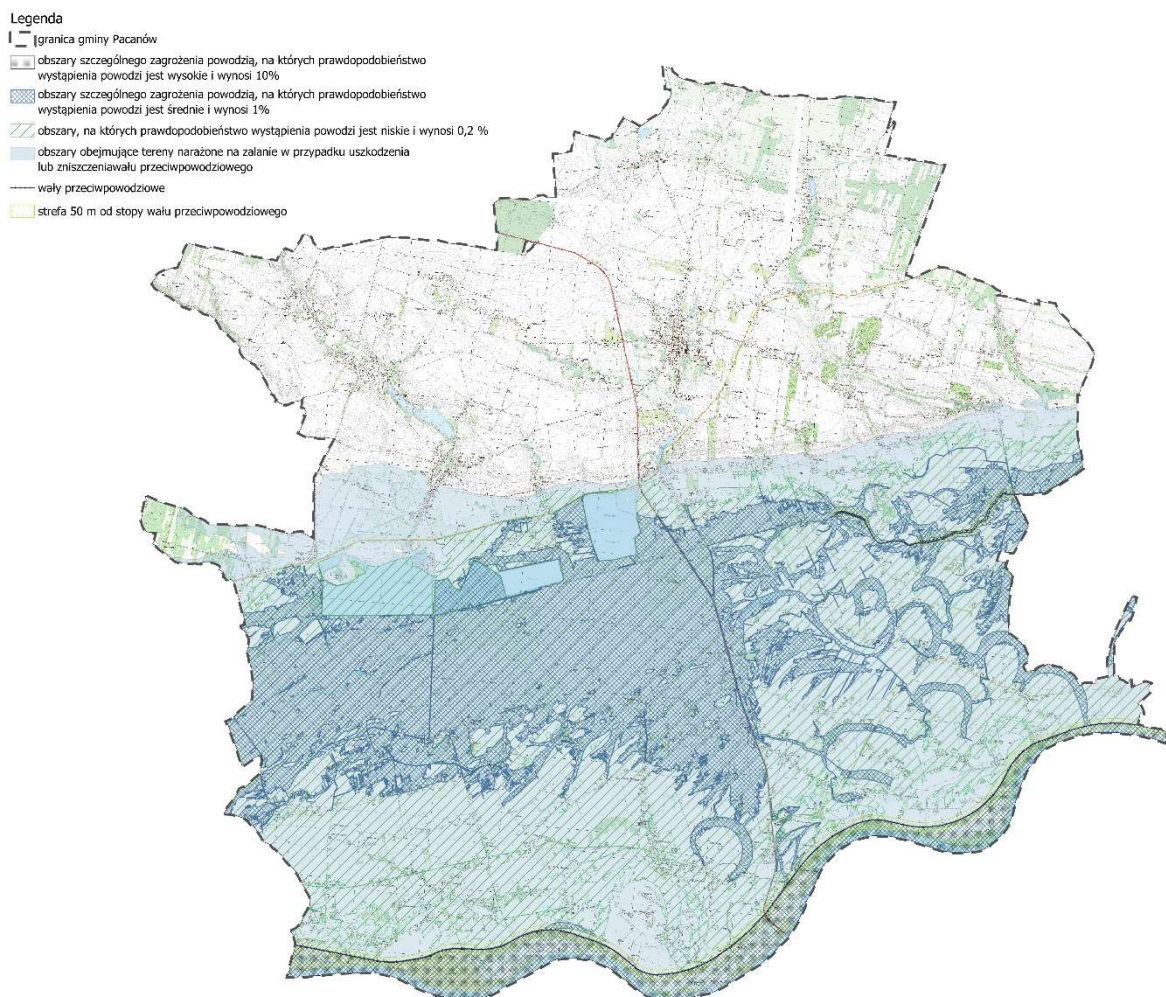 Legenda
granica gminy Pacanów
obszary szczególnego zagrożenia powodzią, na których prawdopodobieństwo
wystąpienia powodzi jest wysokie i wynosi 10%
obszary szczególnego zagrożenia powodzią, na których prawdopodobieństwo
wystąpienia powodzi jest średnie i wynosi 1%
obszary, na których prawdopodobieństwo wystąpienia powodzi jest niskie i wynosi 0,2 %
obszary obejmujące tereny narażone na zalanie w przypadku uszkodzenia
lub zniszczeniawału przeciwpowodziowego
wały przeciwpowodziowe
strefa 50 m od stopy wału przeciwpowodziowego